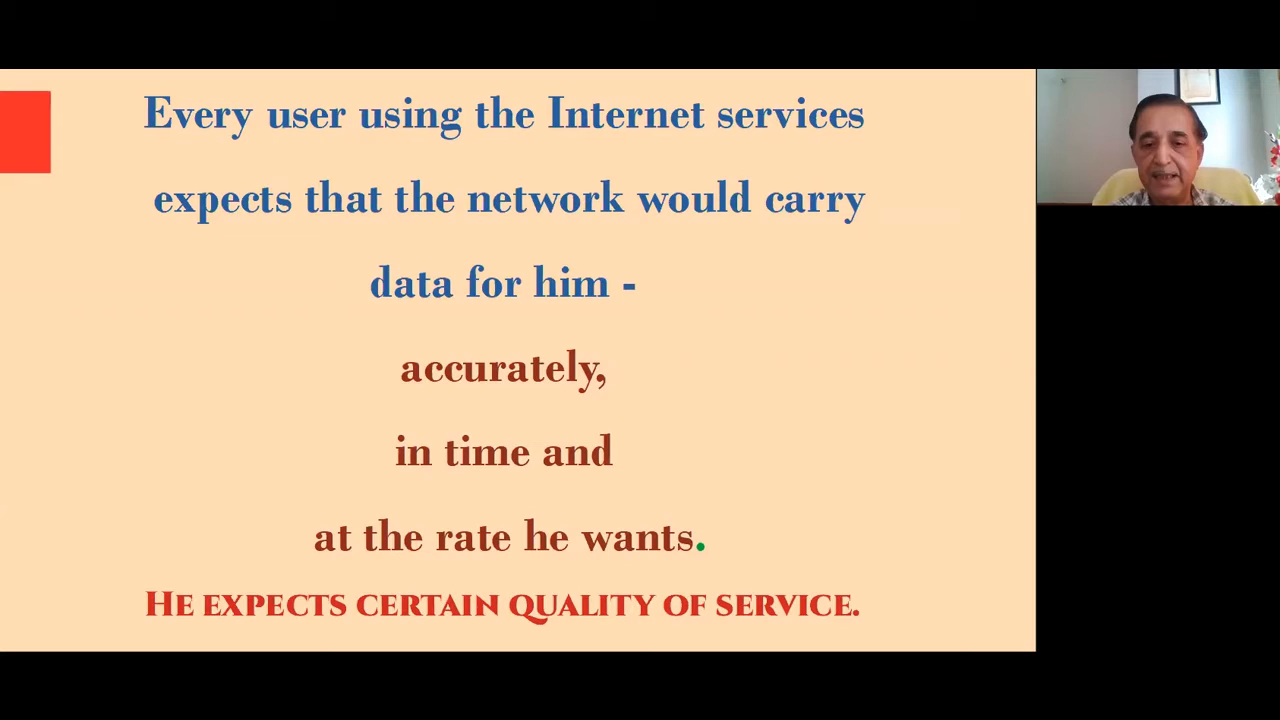 Every user using the Internet services
expects that the network would carry
data for him -
accurately,
in time and
at the rate he wants.
HE EXPECTS CERTAIN QUALITY OF SERVICE.